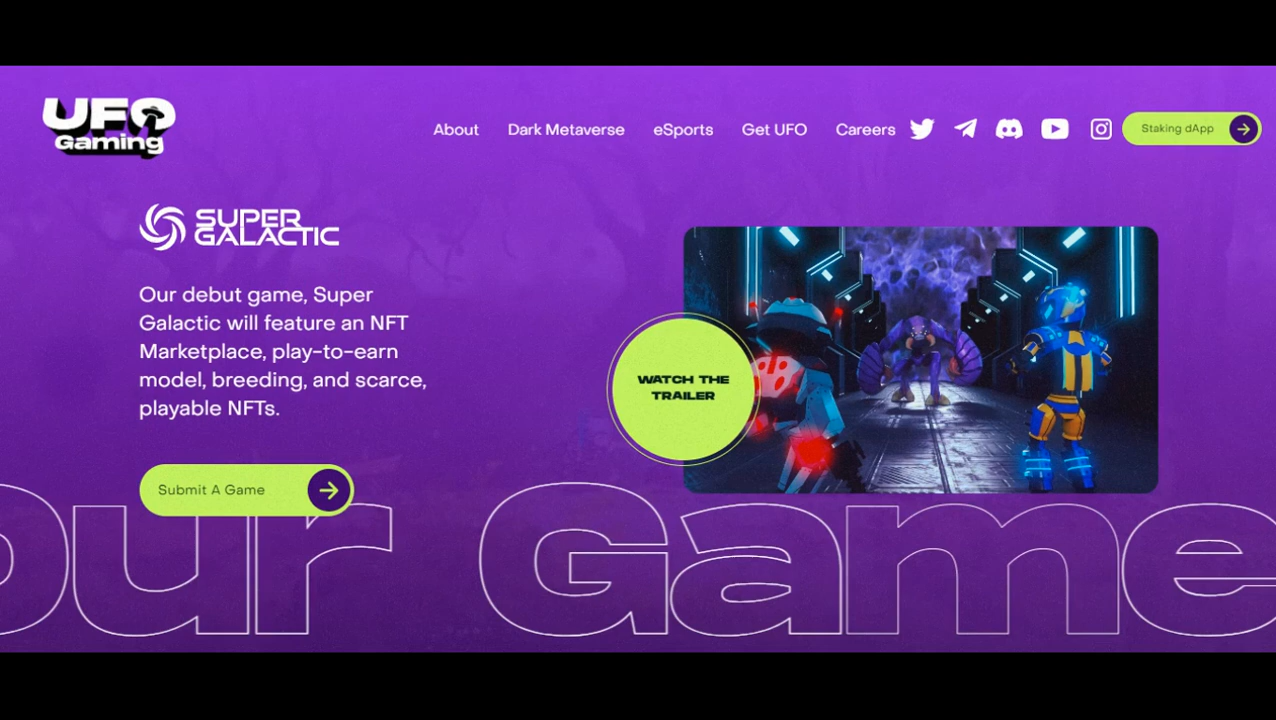 UFO
Gaming
About Dark Metaverse eSports Get UFO Careers Staking dApp
SUPER
GALACTIC
Our debut game, Super
Galactic will feature an NFT
Marketplace, play-to-earn
model, breeding, and scarce,
playable NFTs.
WATCH THE
TRAILER
Submit A Game
our Game